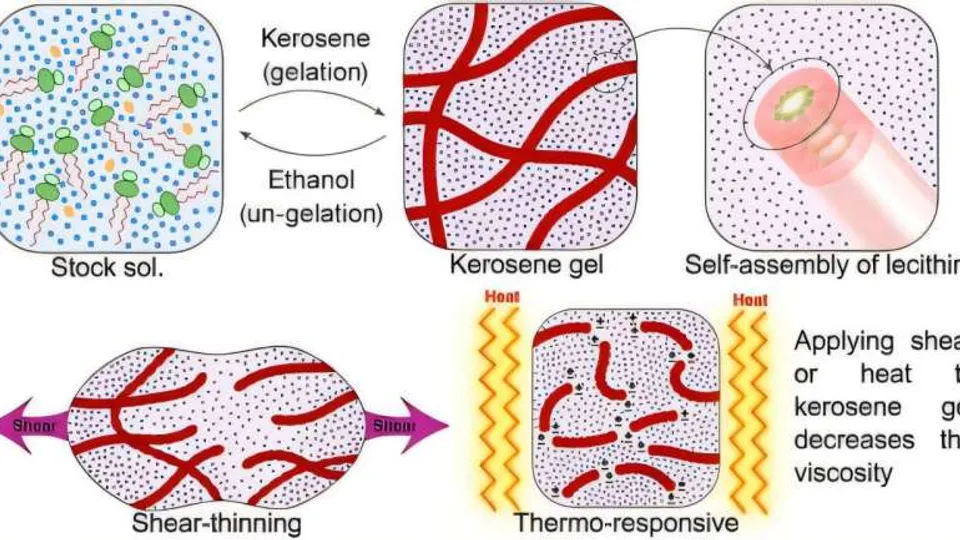 Kerosene
(gelation)
Ethanol
(un-gelation)
Stock sol.
Kerosene gel
Self-assembly of lecithin
Heat
Heat
Shear
Shear
Applying shea
or heat t
kerosene ge
decreases th
viscosity
Shear-thinning
Thermo-responsive